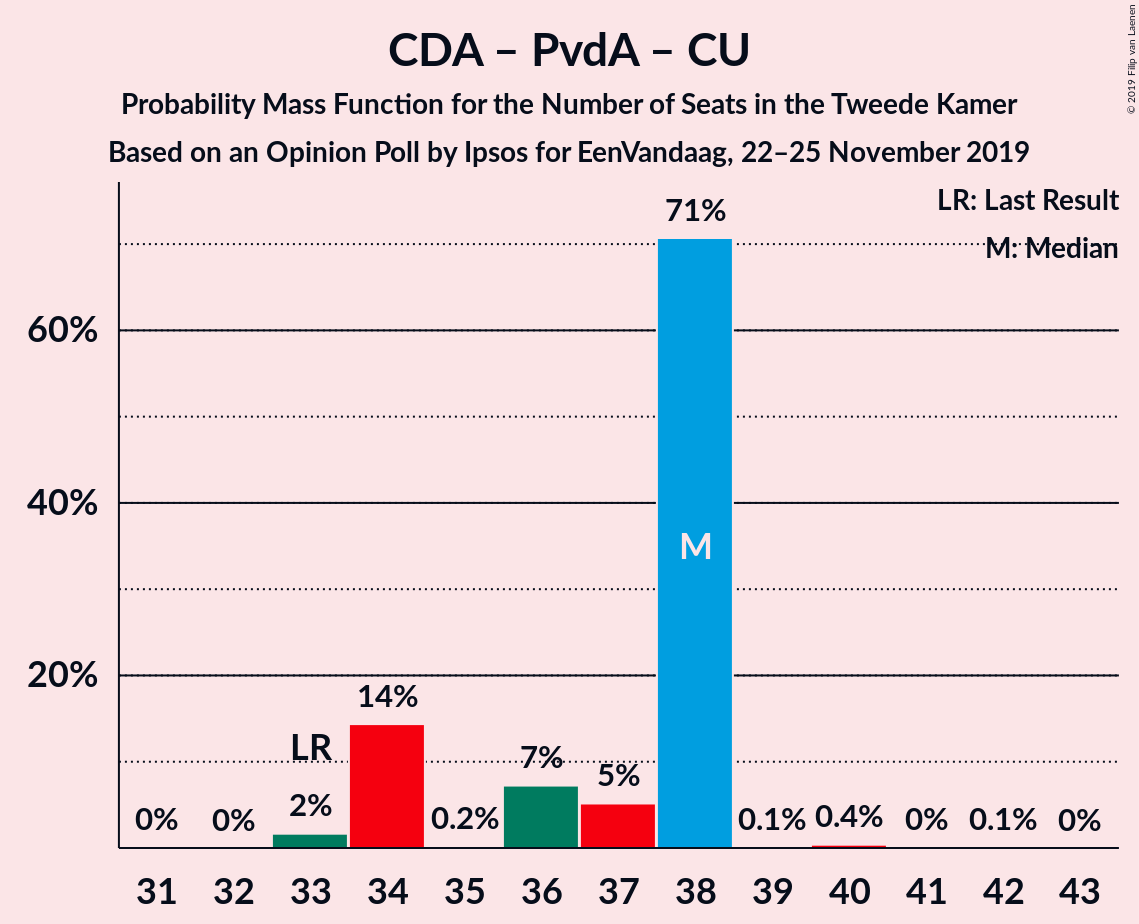 CDA – PvdA – CU
Probability Mass Function for the Number of Seats in the Tweede Kamer
Based on an Opinion Poll by Ipsos for EenVandaag, 22–25 November 2019
© 2019 Filip van Laenen
LR: Last Result
M: Median
71%
60%
40%
20%
M
14%
LR
7%
5%
2%
0% 0% 0.2% 0.1% 0.4% 0% 0.1% 0%
31 32 33 34 35 36 37 38 39 40 41 42 43